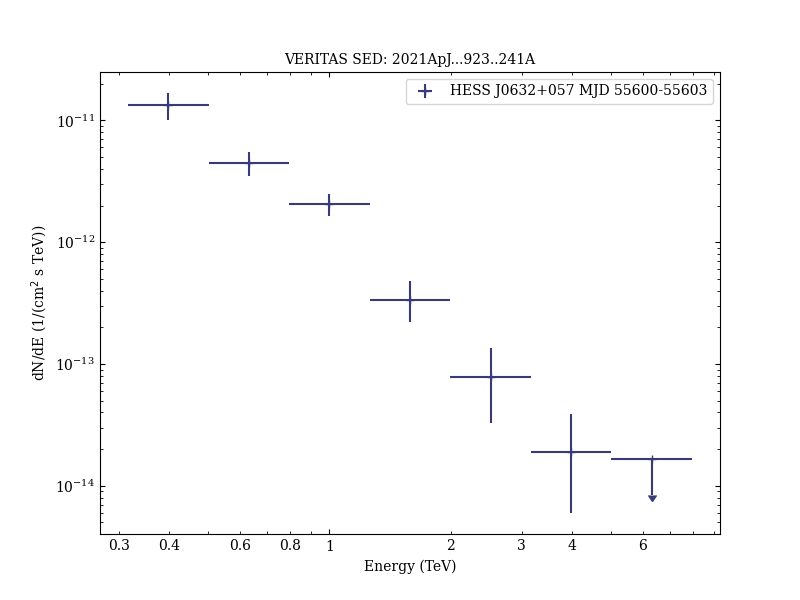 VERITAS SED: 2021ApJ...923..241A
HESS J0632+057 MJD 55600-55603
dN/dE (1/(cm² s TeV))
10⁻¹¹
10⁻¹²
10⁻¹³
10⁻¹⁴
0.3 0.4 0.6 0.8 1 2 3 4 6
Energy (TeV)